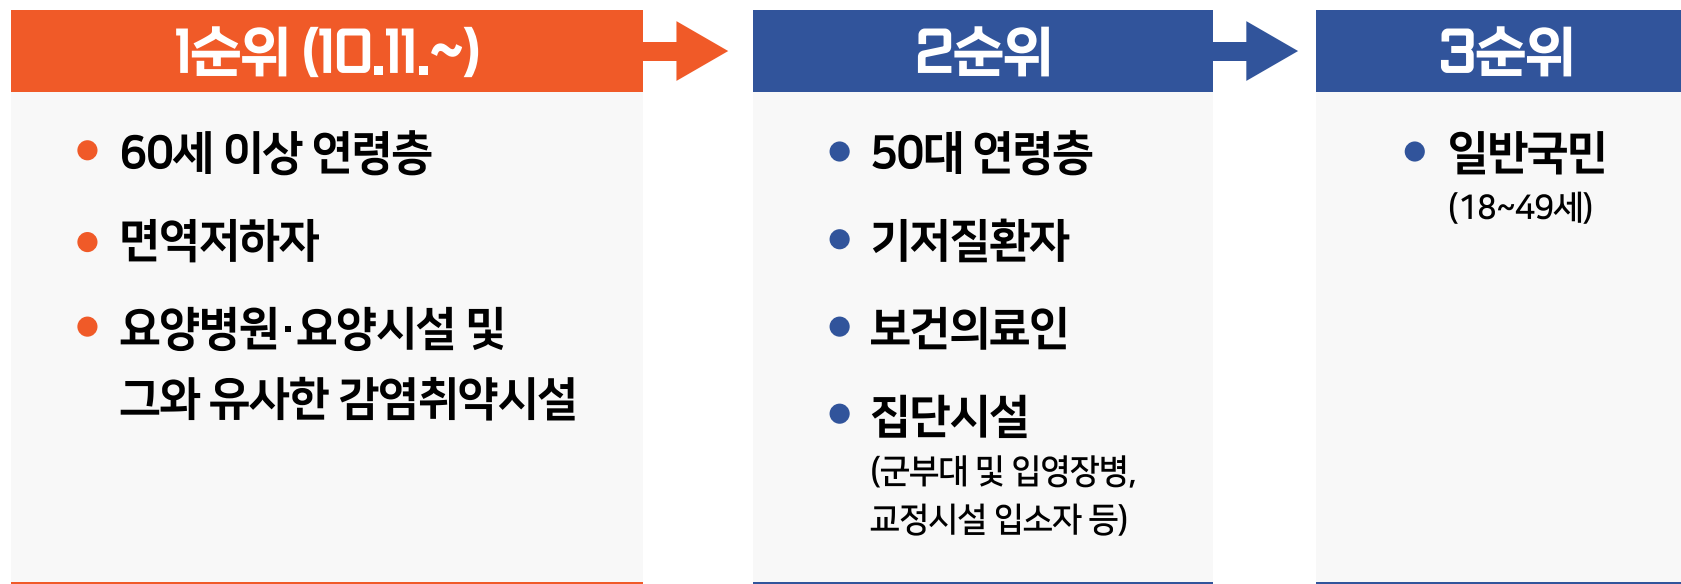 1순위 (10.11.~)
60세 이상 연령층
면역저하자
요양병원·요양시설 및
그와 유사한 감염취약시설
2순위
50대 연령층
기저질환자
보건의료인
집단시설
(군부대 및 입영장병,
교정시설 입소자 등)
3순위
일반국민
(18~49세)